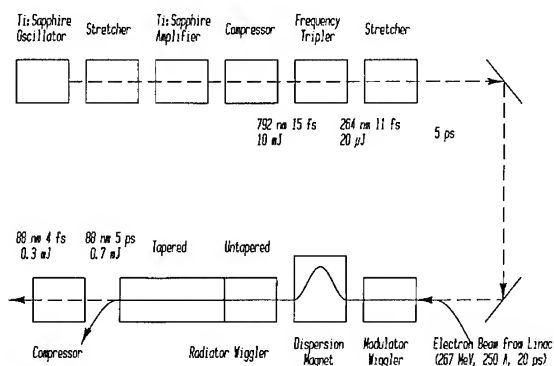 Ti:Sapphire
Oscillator
Stretcher
Ti:Sapphire
Amplifier
Compressor
Frequency
Tripler
Stretcher
792 nm 15 fs
10 mJ
264 nm 11 fs
20 μJ
5 ps
88 nm 4 fs
0.3 mJ
88 nm 5 ps
0.7 mJ
Tapered
Untapered
Compressor
Radiator Wiggler
Dispersion
Magnet
Modulator
Wiggler
Electron Beam From Linac
(267 MeV, 250 A, 20 ps)